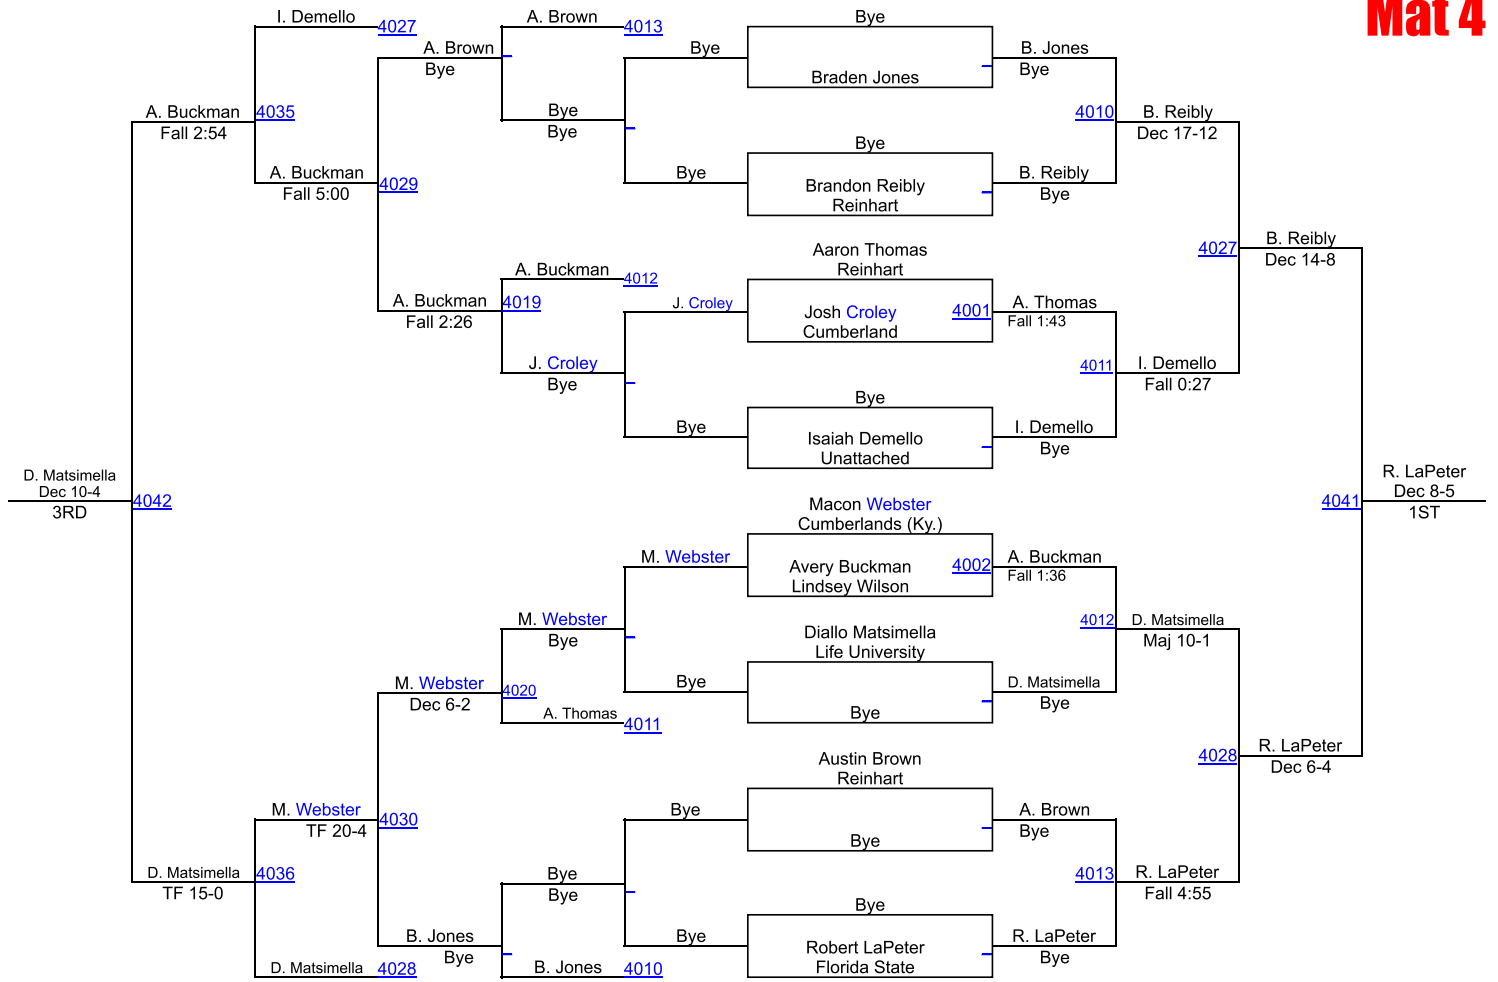 Mat 4
I. Demello
4027
A. Brown
4013
Bye
A. Brown
Bye
Bye
Braden Jones
B. Jones
Bye
A. Buckman
Fall 2:54
4035
Bye
Bye
4010
B. Reibly
Dec 17-12
A. Buckman
Fall 5:00
4029
Bye
Bye
Brandon Reibly
Reinhart
B. Reibly
Bye
4027
B. Reibly
Dec 14-8
Aaron Thomas
Reinhart
A. Buckman
4012
A. Buckman
Fall 2:26
4019
J. Croley
Josh Croley
Cumberland
4001
A. Thomas
Fall 1:43
J. Croley
Bye
4011
I. Demello
Fall 0:27
Bye
Bye
Isaiah Demello
Unattached
I. Demello
Bye
D. Matsimella
Dec 10-4
3RD
4042
4041
R. LaPeter
Dec 8-5
1ST
Macon Webster
Cumberlands (Ky.)
M. Webster
Avery Buckman
Lindsey Wilson
4002
A. Buckman
Fall 1:36
M. Webster
Bye
Diallo Matsimella
Life University
4012
D. Matsimella
Maj 10-1
M. Webster
Dec 6-2
4020
Bye
Bye
D. Matsimella
Bye
A. Thomas
4011
4028
R. LaPeter
Dec 6-4
Austin Brown
Reinhart
M. Webster
TF 20-4
4030
Bye
Bye
A. Brown
Bye
D. Matsimella
TF 15-0
4036
Bye
Bye
4013
R. LaPeter
Fall 4:55
Bye
B. Jones
Bye
Bye
Robert LaPeter
Florida State
R. LaPeter
Bye
D. Matsimella
4028
B. Jones
4010